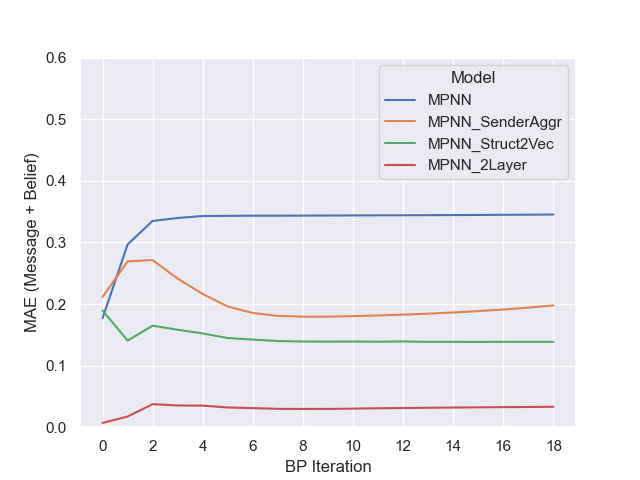 0.6
0.5
0.4
0.3
0.2
0.1
0.0
MAE (Message + Belief)
Model
MPNN
MPNN_SenderAggr
MPNN_Struct2Vec
MPNN_2Layer
0 2 4 6 8 10 12 14 16 18
BP Iteration